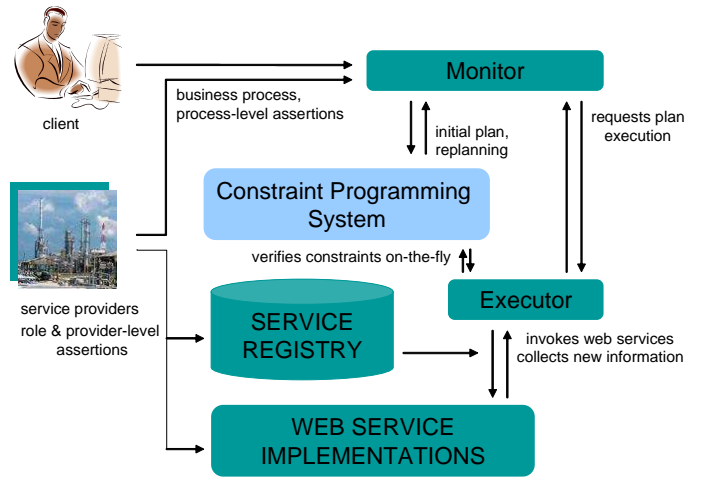 Monitor
client
business process,
process-level assertions
initial plan,
replanning
requests plan
execution
Constraint Programming
System
verifies constraints on-the-fly
Executor
service providers
role & provider-level
assertions
SERVICE
REGISTRY
invokes web services
collects new information
WEB SERVICE
IMPLEMENTATIONS